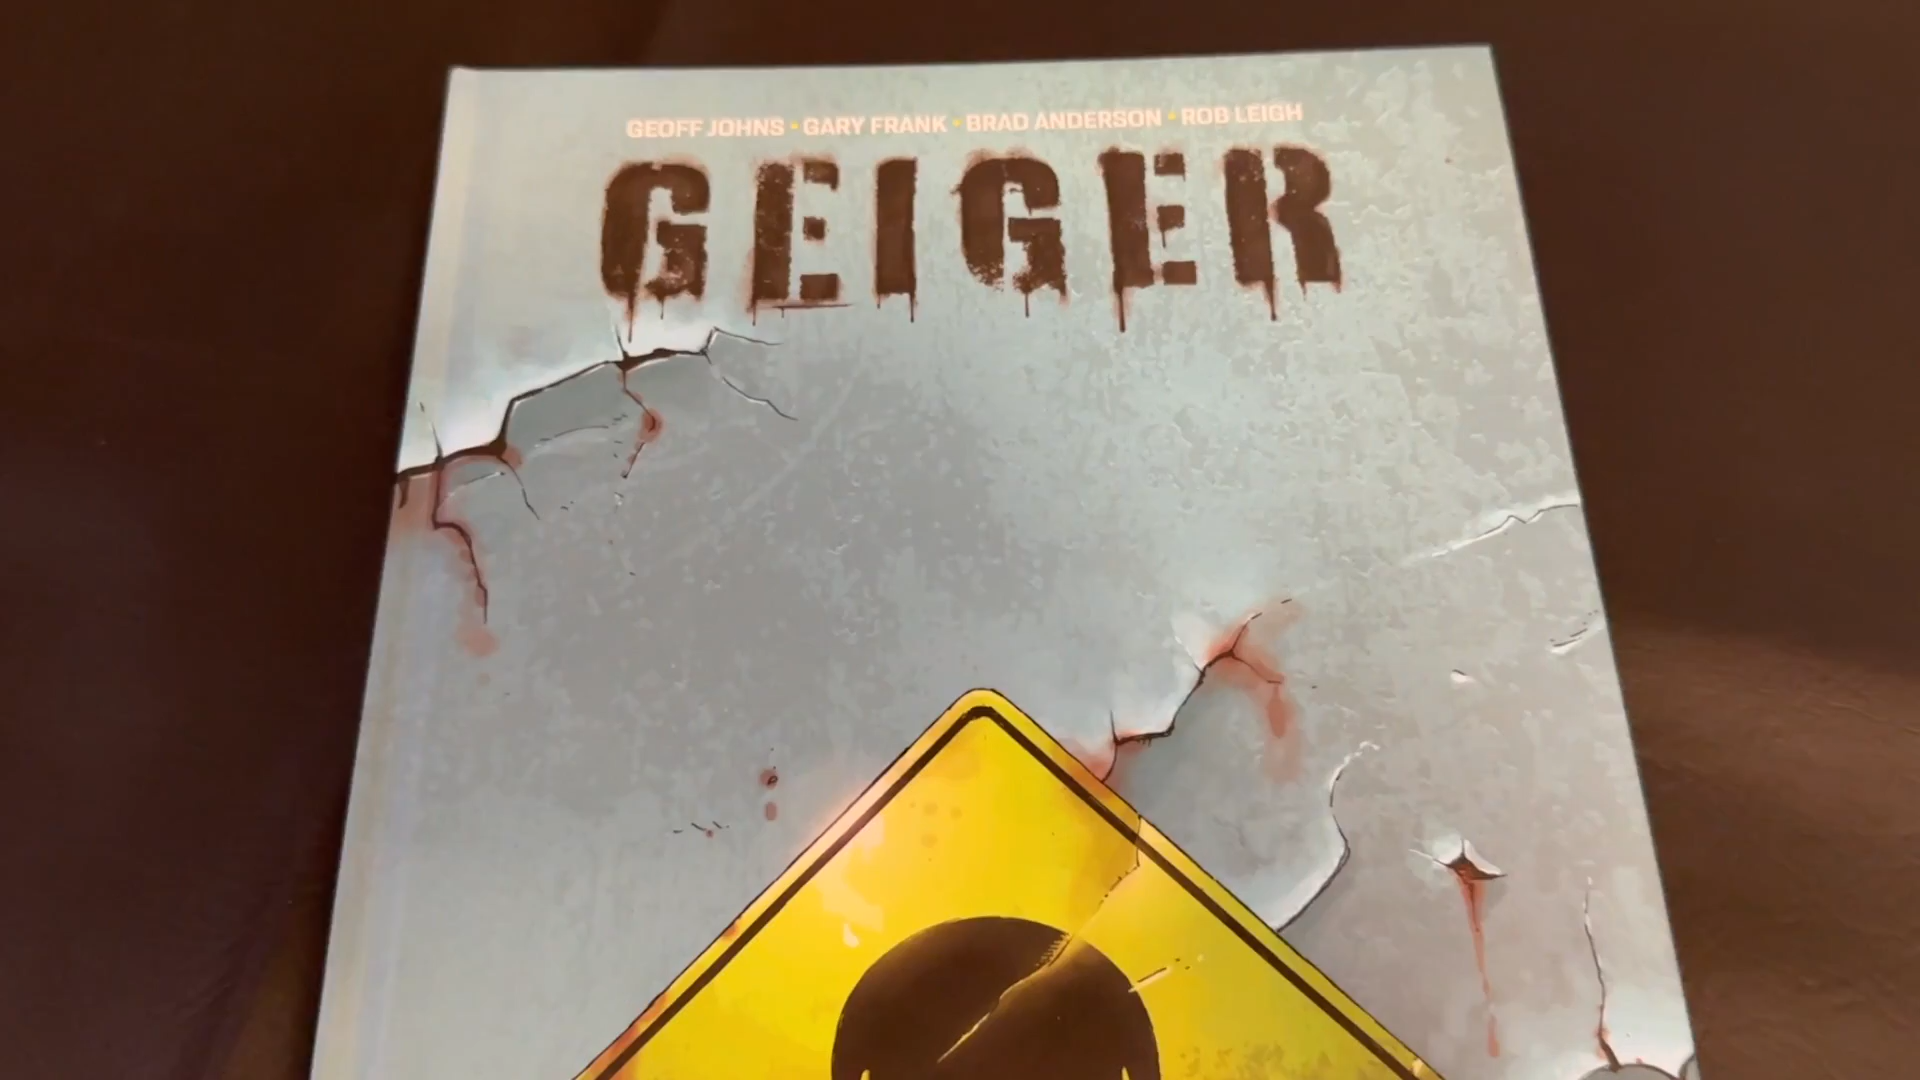 GEOFF JOHNS • GARY FRANK • BRAD ANDERSON • ROB LEIGH
GEIGER